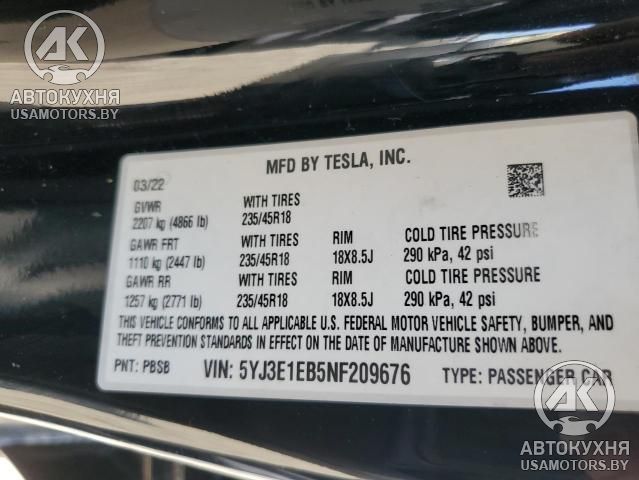 АК
АВТОКУХНЯ
USAMOTORS.BY
MFD BY TESLA, INC.
03/22
GVWR WITH TIRES
2207 kg (4866 lb) 235/45R18
GAWR FRT WITH TIRES RIM COLD TIRE PRESSURE
1110 kg (2447 lb) 235/45R18 18X8.5J 290 kPa, 42 psi
GAWR RR WITH TIRES RIM COLD TIRE PRESSURE
1257 kg (2771 lb) 235/45R18 18X8.5J 290 kPa, 42 psi
THIS VEHICLE CONFORMS TO ALL APPLICABLE U.S. FEDERAL MOTOR VEHICLE SAFETY, BUMPER, AND
THEFT PREVENTION STANDARDS IN EFFECT ON THE DATE OF MANUFACTURE SHOWN ABOVE.
PNT: PBSB VIN: 5YJ3E1EB5NF209676 TYPE: PASSENGER CAR
АК
АВТОКУХНЯ
USAMOTORS.BY